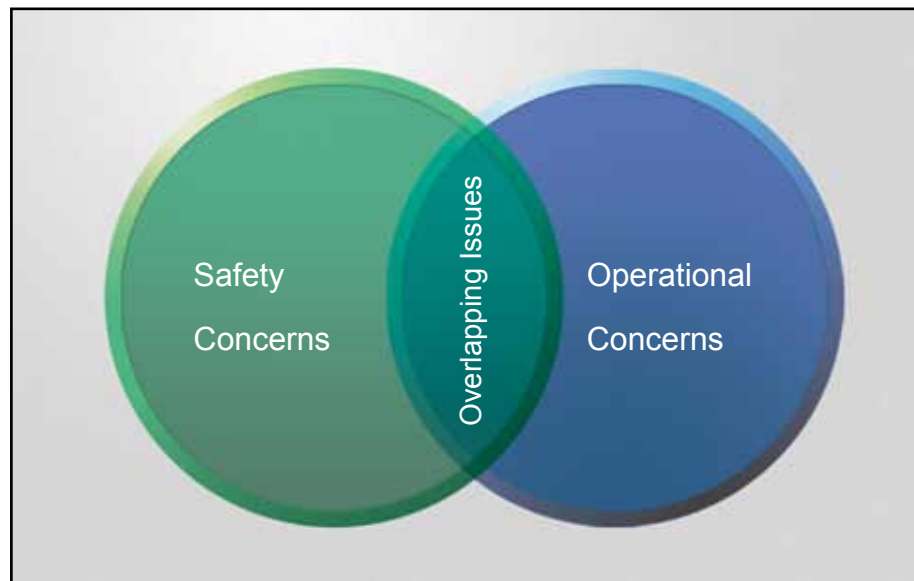 Safety
Concerns
Overlapping Issues
Operational
Concerns